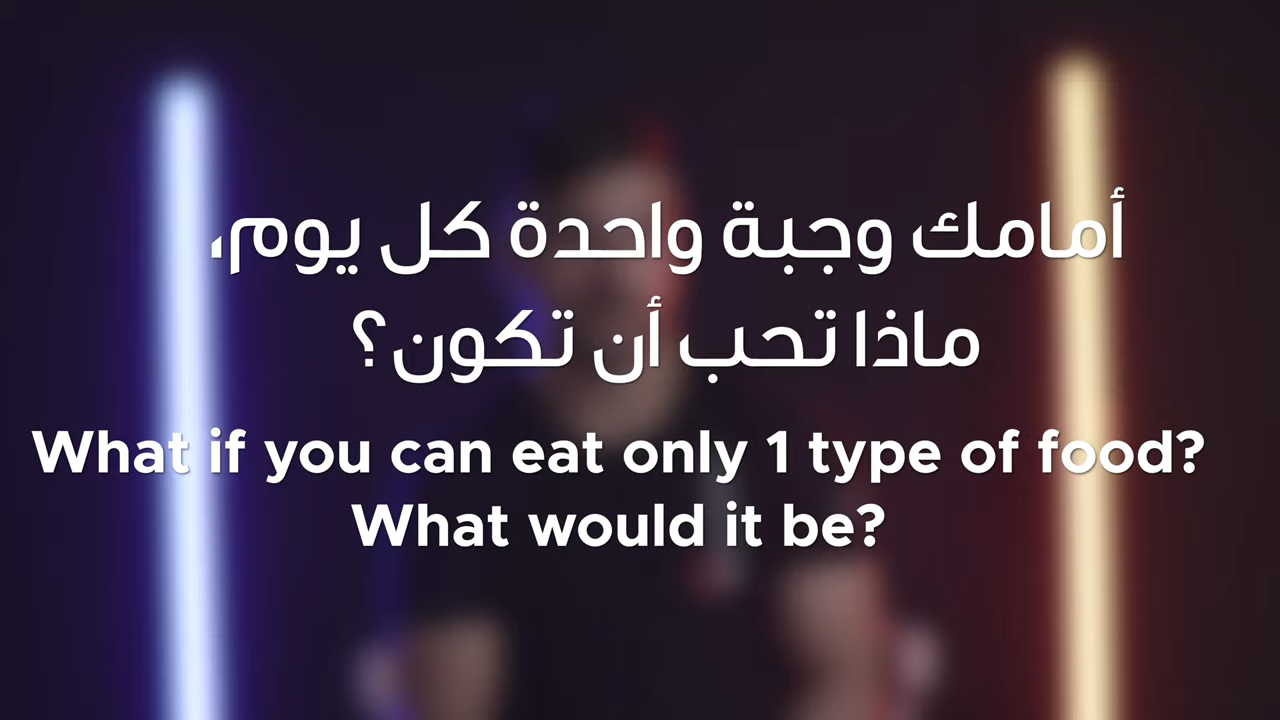 أمامك وجبة واحدة كل يوم،
ماذا تحب أن تكون؟
What if you can eat only 1 type of food?
What would it be?